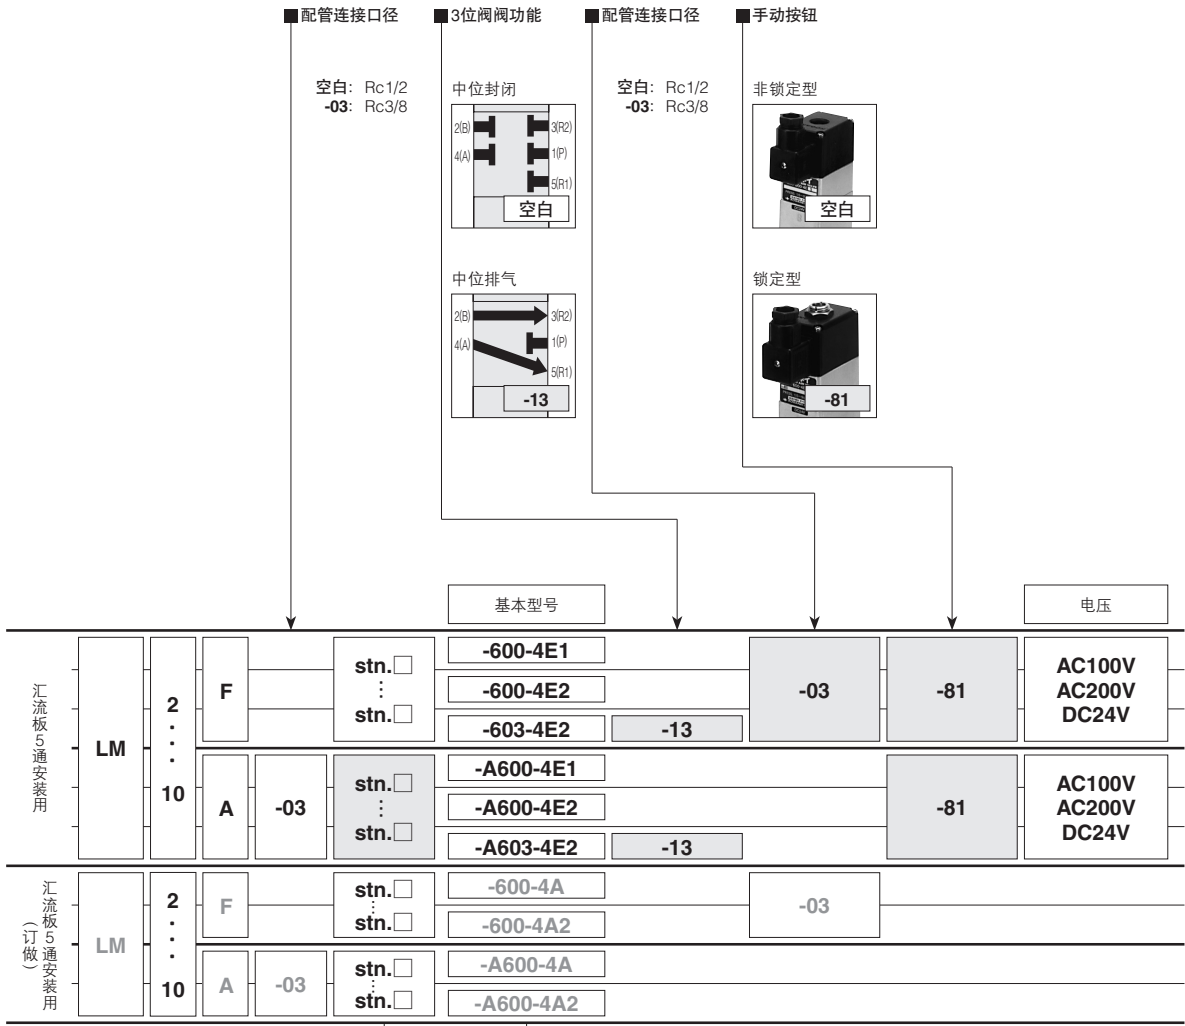 ■配管连接口径
■3位阀阀功能
■配管连接口径
■手动按钮
空白: Rc1/2
-03: Rc3/8
中位封闭
2(B)
3(R2)
4(A)
1(P)
5(R1)
空白
中位排气
2(B)
3(R2)
4(A)
1(P)
5(R1)
-13
空白: Rc1/2
-03: Rc3/8
非锁定型
空白
锁定型
-81
基本型号
电压
汇流板5通安装用
LM
2
10
F
stn.□
stn.□
-600-4E1
-600-4E2
-603-4E2
-13
-03
-81
AC100V
AC200V
DC24V
A
-03
stn.□
stn.□
-A600-4E1
-A600-4E2
-A603-4E2
-13
-81
AC100V
AC200V
DC24V
汇流板5通安装用
(订做)
LM
2
10
F
stn.□
stn.□
-600-4A
-600-4A2
-03
A
-03
stn.□
stn.□
-A600-4A
-A600-4A2